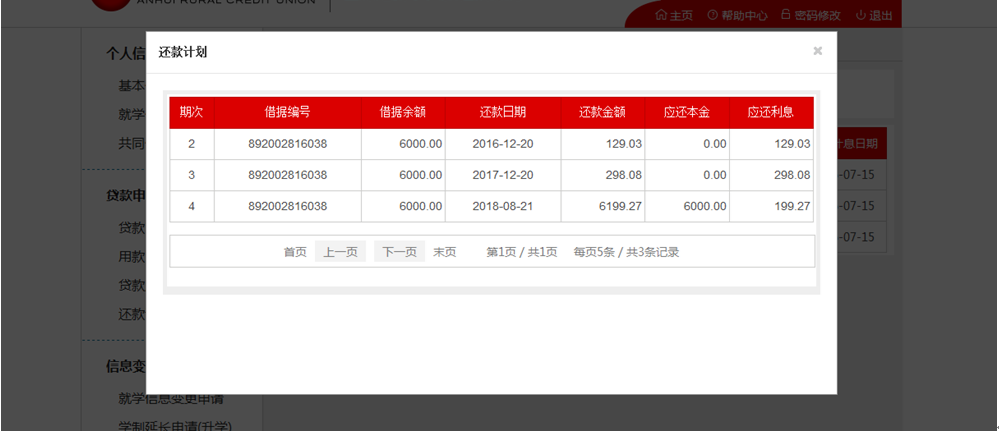 ANHUI RURAL CREDIT UNION
主页 帮助中心 密码修改 退出
个人信
基本
就学
共同
贷款申
贷款
用款
贷款
还款
信息变
就学信息变更申请
学制延长申请(升学)
还款计划
×
期次 借据编号 借据余额 还款日期 还款金额 应还本金 应还利息
2 892002816038 6000.00 2016-12-20 129.03 0.00 129.03
3 892002816038 6000.00 2017-12-20 298.08 0.00 298.08
4 892002816038 6000.00 2018-08-21 6199.27 6000.00 199.27
首页 上一页 下一页 末页 第1页 / 共1页 每页5条 / 共3条记录
息日期
-07-15
-07-15
-07-15